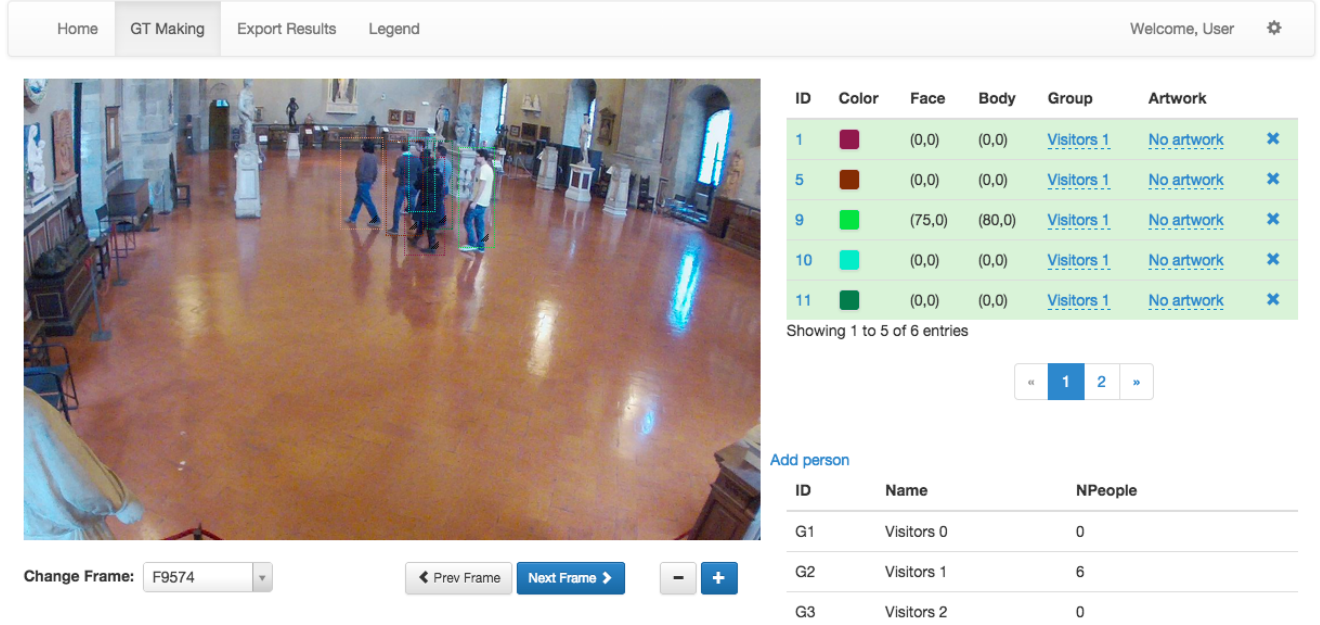 Home GT Making Export Results Legend Welcome, User
ID Color Face Body Group Artwork
1 (0,0) (0,0) Visitors 1 No artwork
5 (0,0) (0,0) Visitors 1 No artwork
9 (75,0) (80,0) Visitors 1 No artwork
10 (0,0) (0,0) Visitors 1 No artwork
11 (0,0) (0,0) Visitors 1 No artwork
Showing 1 to 5 of 6 entries
« 1 2 »
Add person
ID Name NPeople
G1 Visitors 0 0
G2 Visitors 1 6
G3 Visitors 2 0
Change Frame: F9574 Prev Frame Next Frame - +